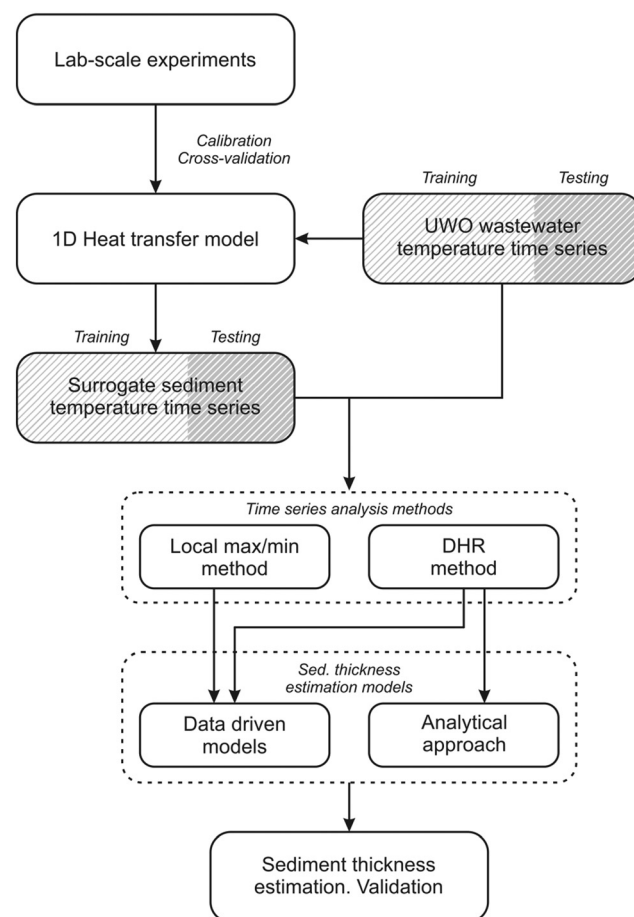 Lab-scale experiments
Calibration
Cross-validation
Training
Testing
1D Heat transfer model
UWO wastewater
temperature time series
Training
Testing
Surrogate sediment
temperature time series
Time series analysis methods
Local max/min
method
DHR
method
Sed. thickness
estimation models
Data driven
models
Analytical
approach
Sediment thickness
estimation. Validation